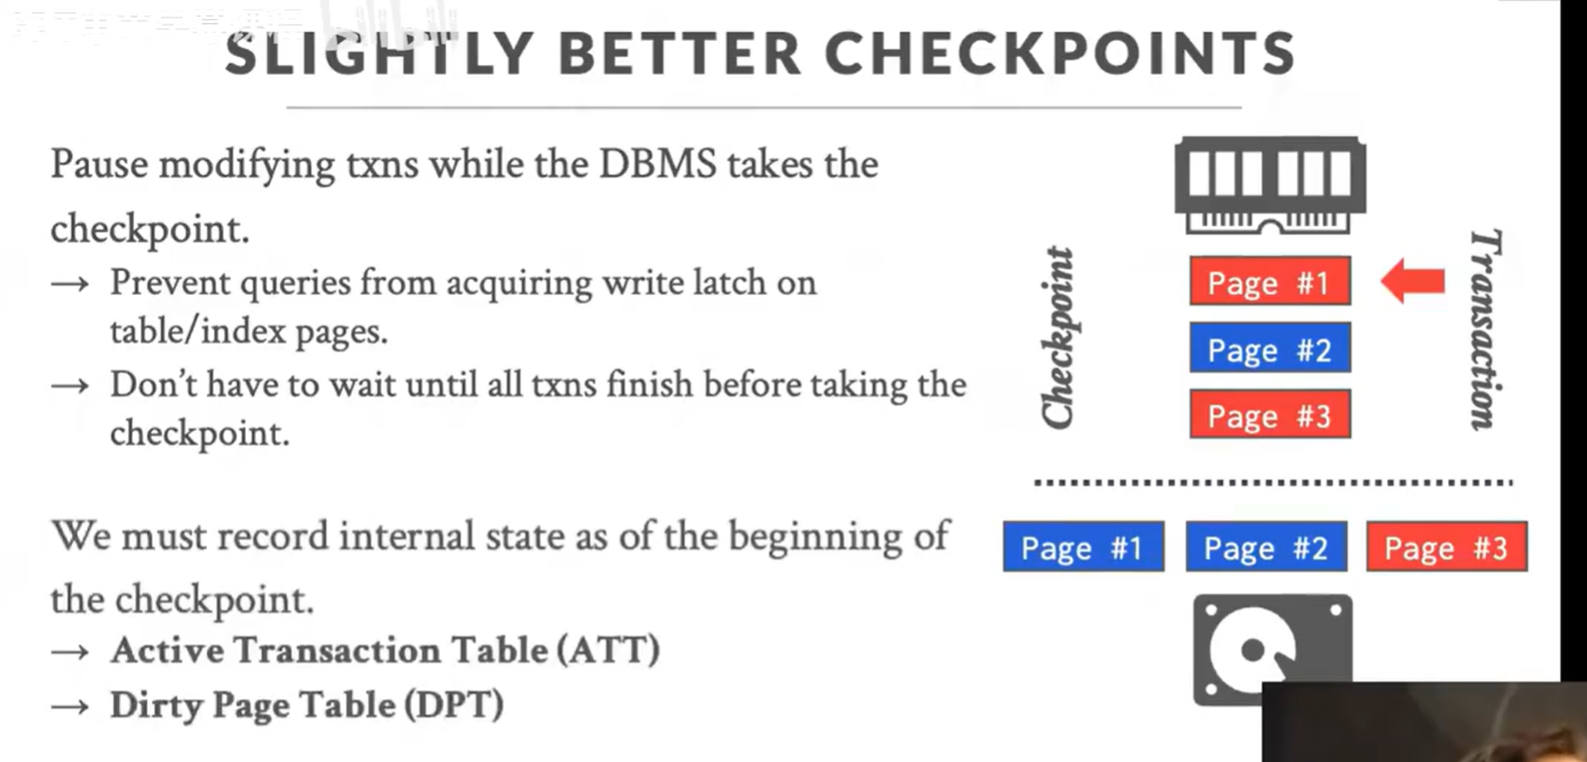 SLIGHTLY BETTER CHECKPOINTS
Pause modifying txns while the DBMS takes the
checkpoint.
→ Prevent queries from acquiring write latch on
table/index pages.
→ Don't have to wait until all txns finish before taking the
checkpoint.
We must record internal state as of the beginning of
the checkpoint.
→ Active Transaction Table (ATT)
→ Dirty Page Table (DPT)
Checkpoint
Page #1
Page #2
Page #3
Transaction
Page #1 Page #2 Page #3